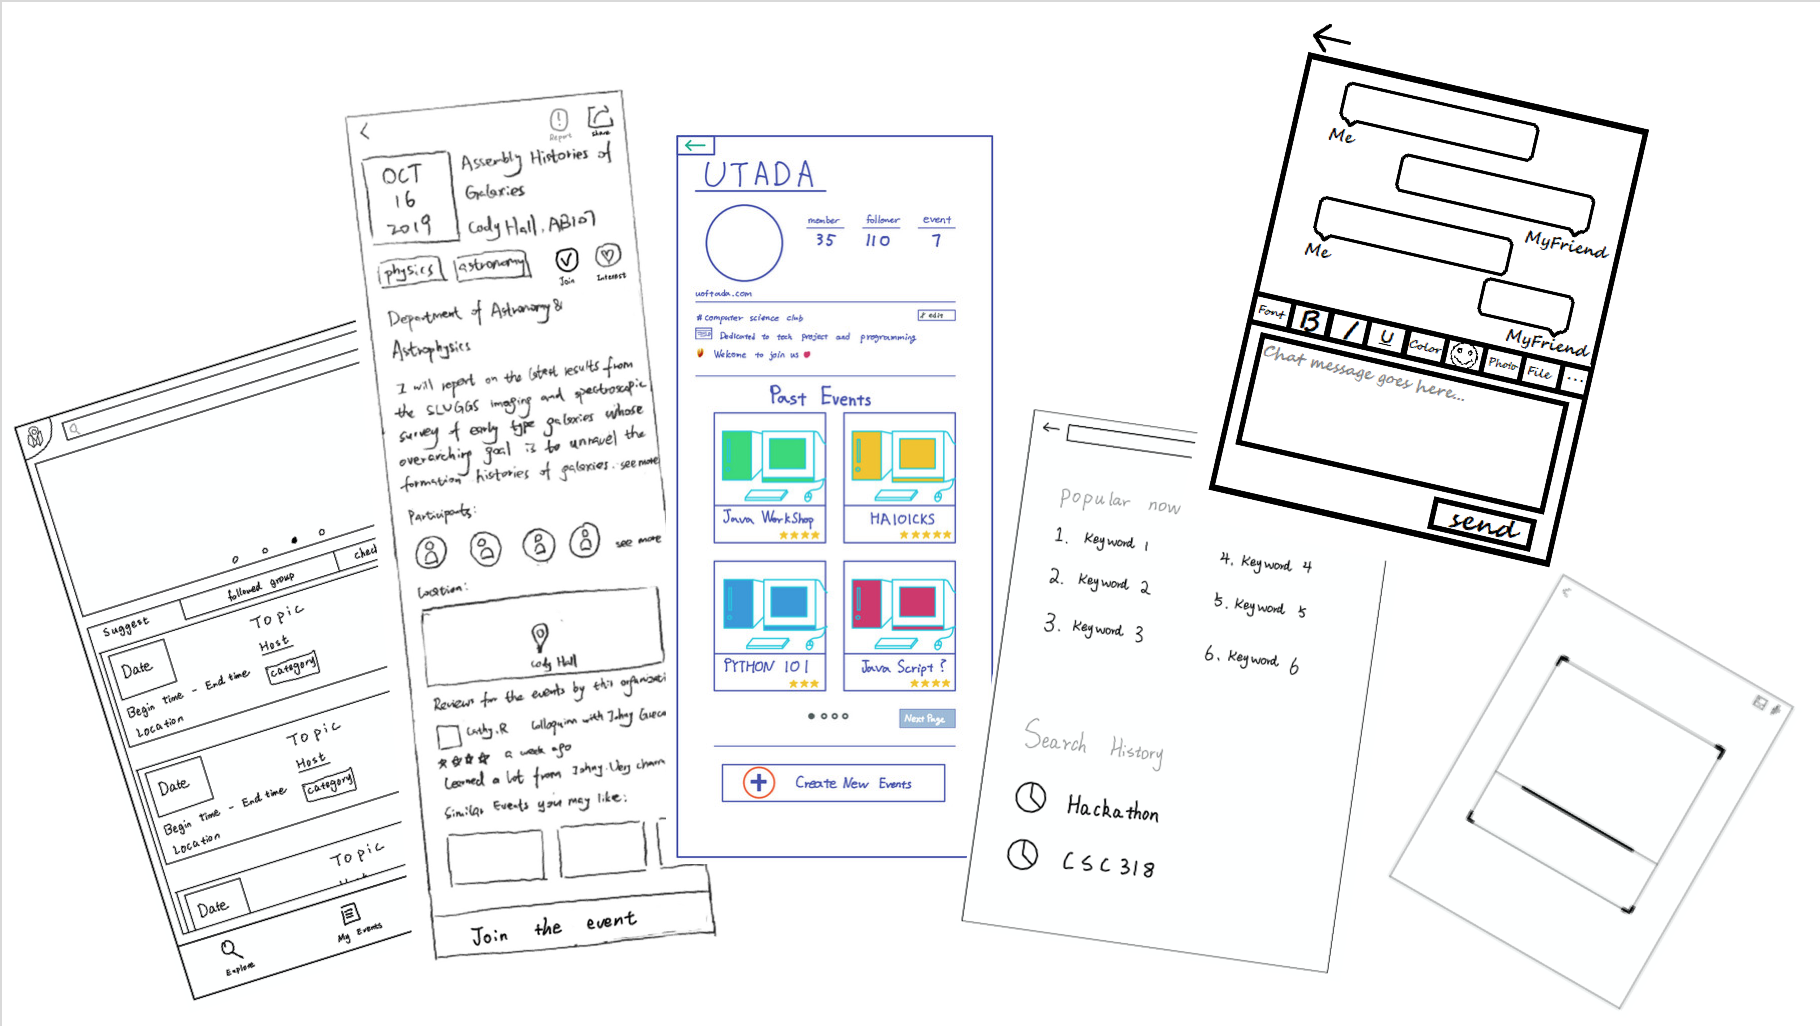 suggest
followed group
check
Topic
Host
Date
category
Begin time - End time
Location
Topic
Host
Date
category
Begin time - End time
Location
Topic
Date
Explore
My Events
Report
share
OCT
16
2019
Assembly Histories of
Galaxies
Cody Hall, AB107
physics
astronomy
Join
Interest
Department of Astronomy &
Astrophysics
I will report on the latest results from
the SLUGGS imaging and spectroscopic
survey of early type galaxies whose
overarching goal is to unravel the
formation histories of galaxies. see more
Participants:
see more
Location:
Cody Hall
Reviews for the events by this organizati
Cathy.R Colloquim with Johny
a week ago
Learned a lot from Johny. Very charm
Similar Events you may like:
Join the event
UTADA
member
35
follower
110
event
7
uoftada.com
#computer science club
edit
Dedicated to tech project and programming
Welcome to join us
Past Events
Java Workshop
HA101CKS
PYTHON 101
Java Script?
Next Page
Create New Events
popular now
1. Keyword 1
2. Keyword 2
3. Keyword 3
4. Keyword 4
5. Keyword 5
6. Keyword 6
Search History
Hackathon
CSC318
Me
MyFriend
Me
MyFriend
Font
B
I
U
Color
Photo
File
...
Chat message goes here...
send